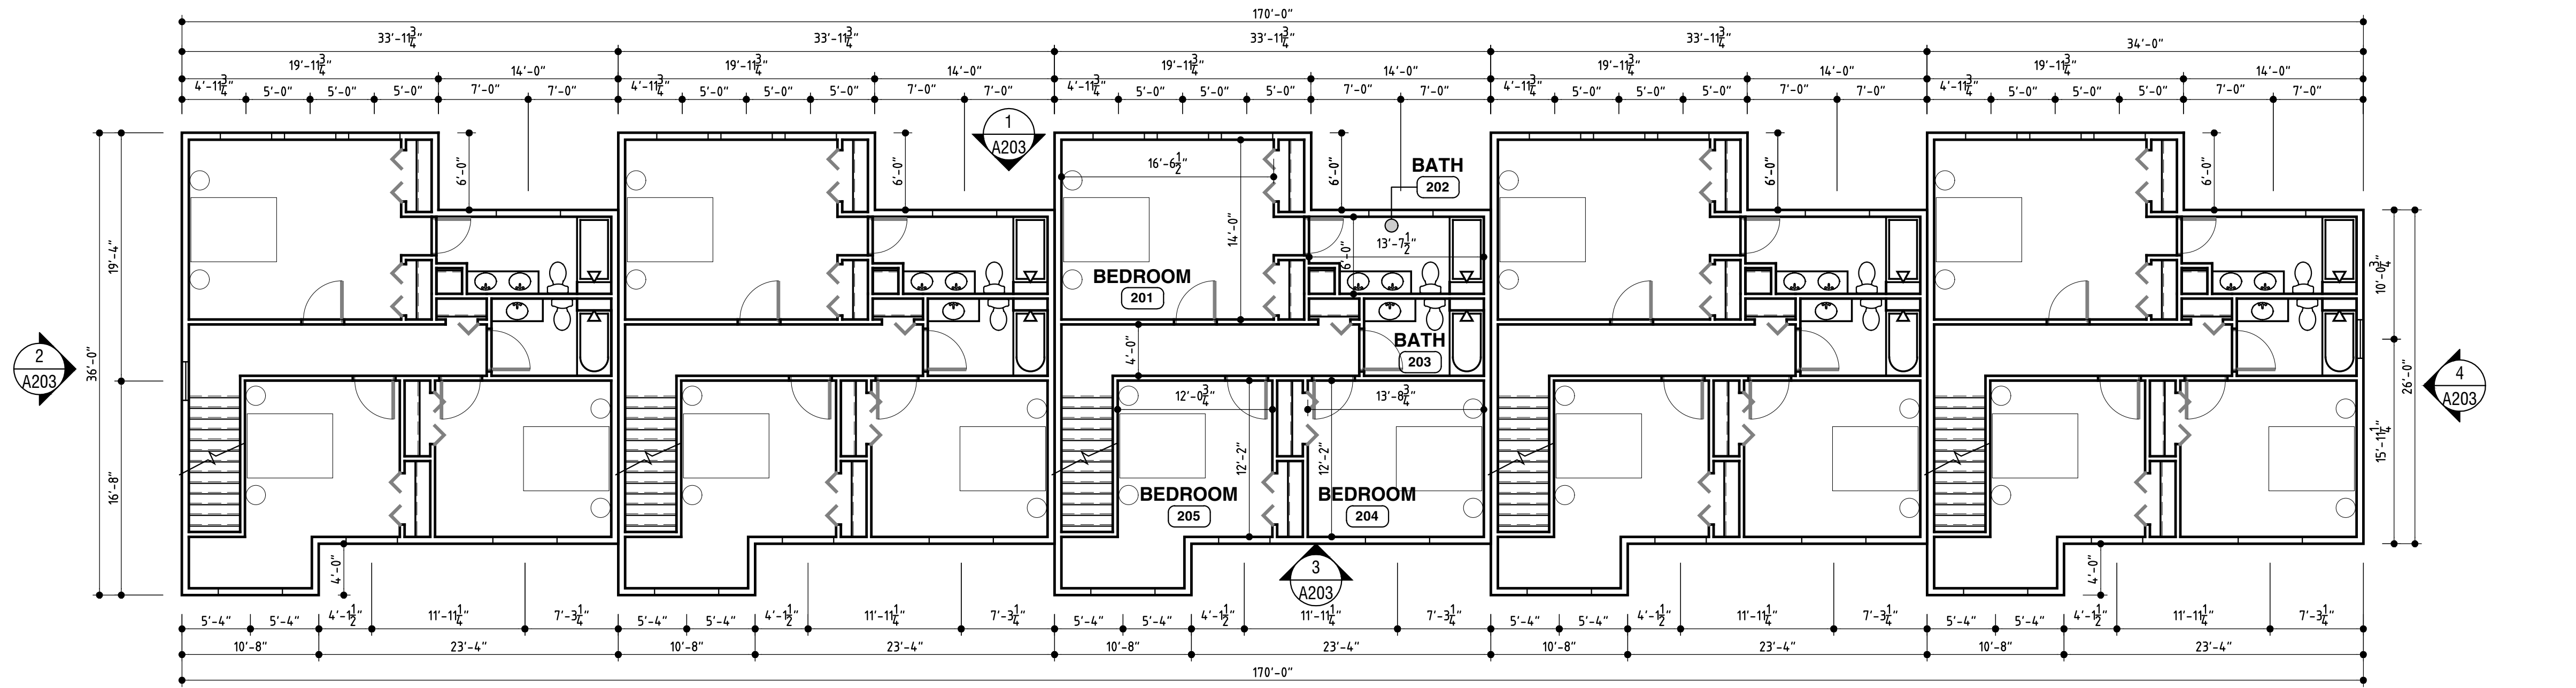 170'-0"
33'-11 3/4" 33'-11 3/4" 33'-11 3/4" 33'-11 3/4" 34'-0"
19'-11 3/4" 14'-0" 19'-11 3/4" 14'-0" 19'-11 3/4" 14'-0" 19'-11 3/4" 14'-0" 19'-11 3/4" 14'-0"
4'-11 3/4" 5'-0" 5'-0" 5'-0" 7'-0" 7'-0" 4'-11 3/4" 5'-0" 5'-0" 5'-0" 7'-0" 7'-0" 4'-11 3/4" 5'-0" 5'-0" 5'-0" 7'-0" 7'-0" 4'-11 3/4" 5'-0" 5'-0" 5'-0" 7'-0" 7'-0" 4'-11 3/4" 5'-0" 5'-0" 5'-0" 7'-0" 7'-0"
1
A203
6'-0" 6'-0" 16'-6 1/2" 6'-0" 6'-0" 6'-0"
BATH
202
19'-4" 14'-0" 6'-0" 13'-7 1/2" 10'-0 3/4"
BEDROOM
201
2
A203
36'-0"
4'-0"
BATH
203
4
A203
26'-0"
12'-0 3/4" 13'-8 3/4"
16'-8" 12'-2" 12'-2" 15'-11 1/4"
BEDROOM
205
BEDROOM
204
4'-0" 4'-0"
3
A203
5'-4" 5'-4" 4'-1 1/2" 11'-11 1/4" 7'-3 1/4" 5'-4" 5'-4" 4'-1 1/2" 11'-11 1/4" 7'-3 1/4" 5'-4" 5'-4" 4'-1 1/2" 11'-11 1/4" 7'-3 1/4" 5'-4" 5'-4" 4'-1 1/2" 11'-11 1/4" 7'-3 1/4" 5'-4" 5'-4" 4'-1 1/2" 11'-11 1/4" 7'-3 1/4"
10'-8" 23'-4" 10'-8" 23'-4" 10'-8" 23'-4" 10'-8" 23'-4" 10'-8" 23'-4"
170'-0"